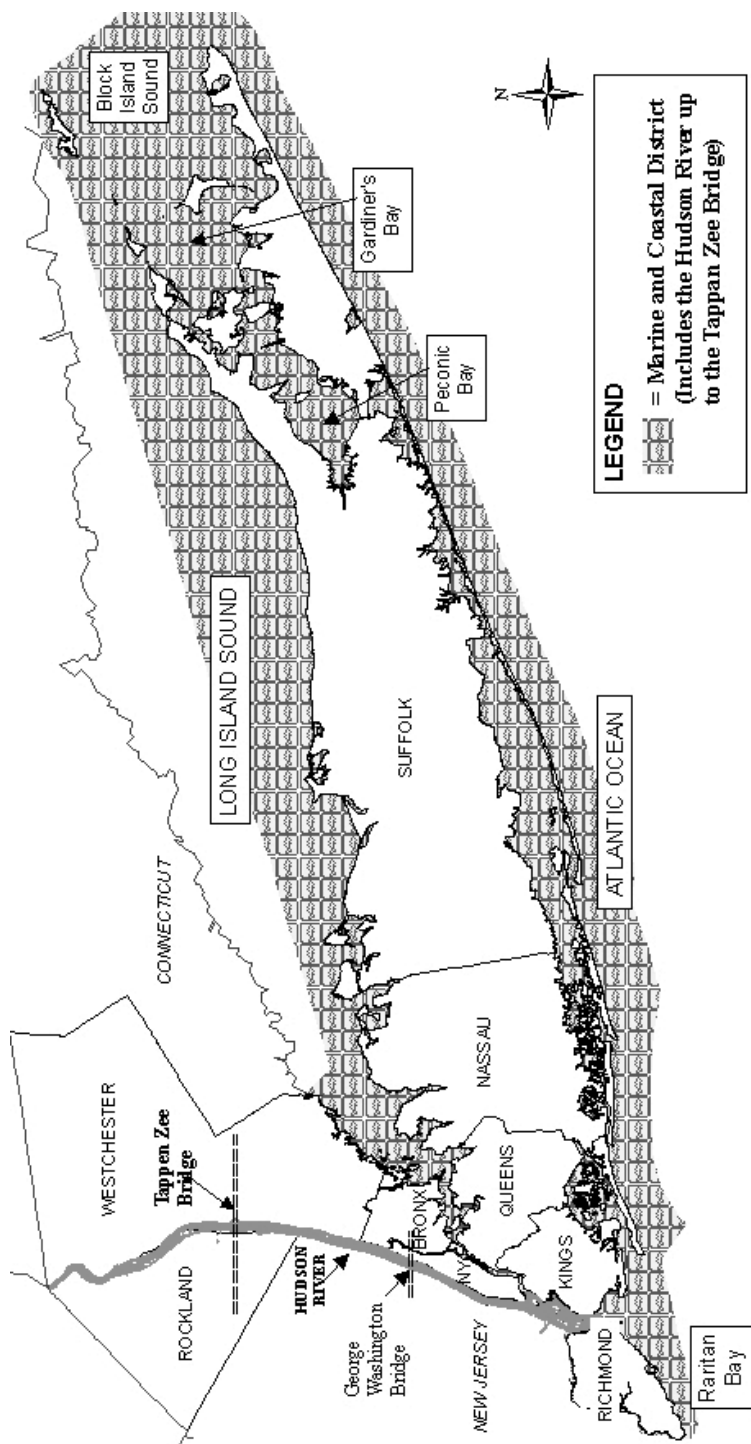 Block
Island
Sound
Gardiner's
Bay
Peconic
Bay
LONG ISLAND SOUND
ATLANTIC OCEAN
SUFFOLK
CONNECTICUT
NASSAU
WESTCHESTER
Tappen Zee
Bridge
ROCKLAND
HUDSON
RIVER
BRONX
QUEENS
NY
KINGS
George
Washington
Bridge
NEW JERSEY
RICHMOND
Raritan
Bay
N
LEGEND
= Marine and Coastal District
(Includes the Hudson River up
to the Tappan Zee Bridge)